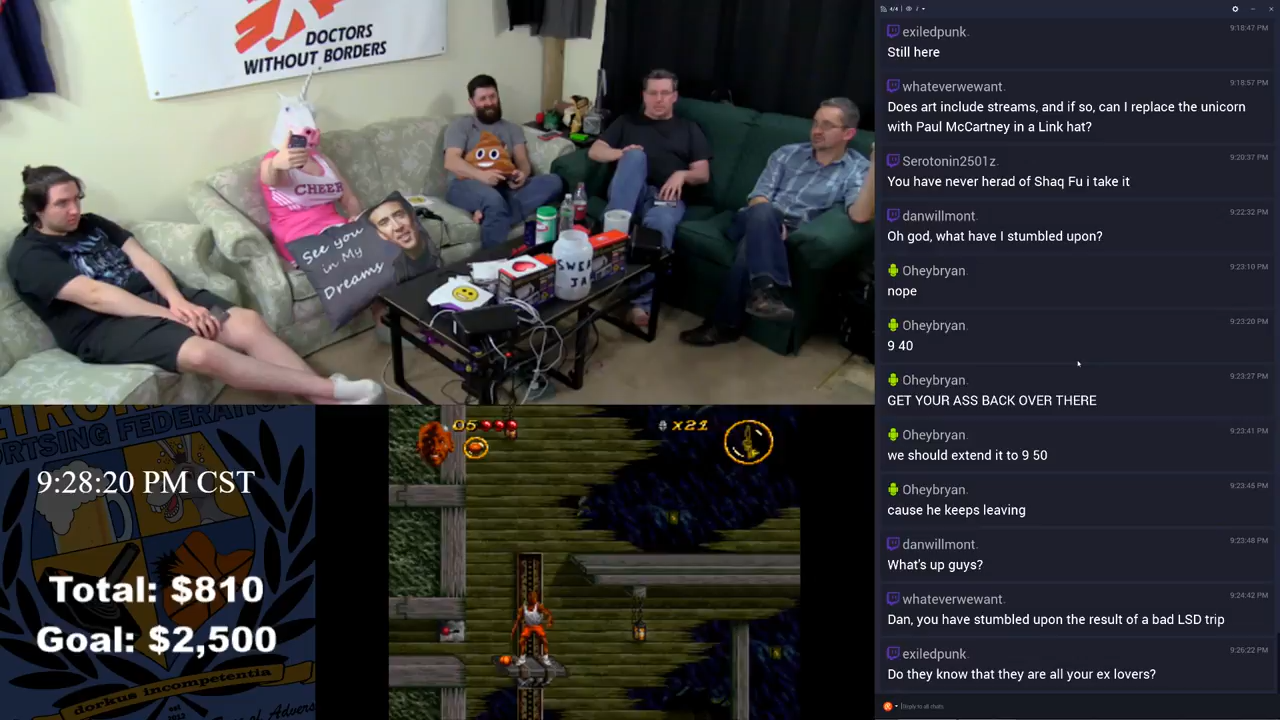 DOCTORS
WITHOUT BORDERS
CHEER
See you
in My
Dreams
SWEAR
JAR
9:28:20 PM CST
Total: $810
Goal: $2,500
dorkus incompetentia
05
x21
4/4
exiledpunk.
9:18:47 PM
Still here
whateverwewant.
9:18:57 PM
Does art include streams, and if so, can I replace the unicorn
with Paul McCartney in a Link hat?
Serotonin2501z.
9:20:37 PM
You have never herad of Shaq Fu i take it
danwillmont.
9:22:32 PM
Oh god, what have I stumbled upon?
Oheybryan.
9:23:10 PM
nope
Oheybryan.
9:23:20 PM
9 40
Oheybryan.
9:23:27 PM
GET YOUR ASS BACK OVER THERE
Oheybryan.
9:23:41 PM
we should extend it to 9 50
Oheybryan.
9:23:45 PM
cause he keeps leaving
danwillmont.
9:23:48 PM
What's up guys?
whateverwewant.
9:24:42 PM
Dan, you have stumbled upon the result of a bad LSD trip
exiledpunk.
9:26:22 PM
Do they know that they are all your ex lovers?
Reply to all chats